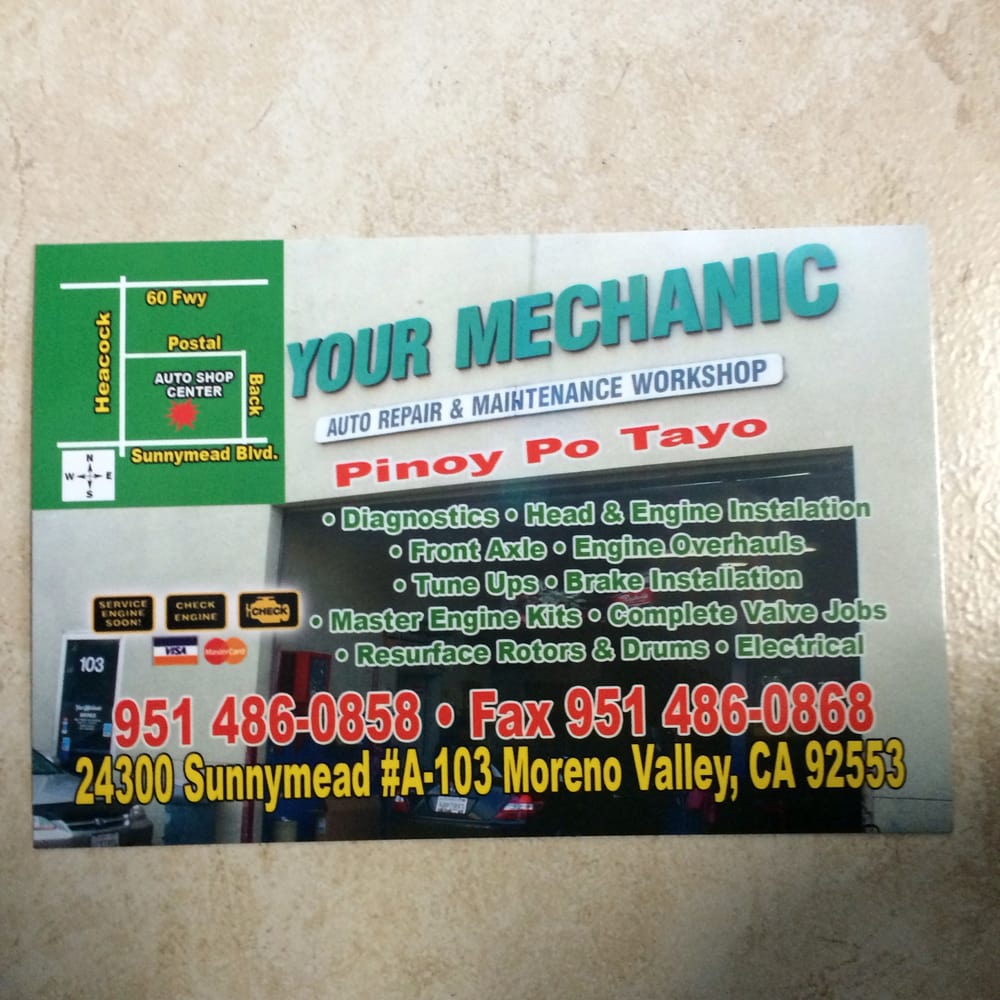 60 Fwy
Heacock
Postal
AUTO SHOP
CENTER
Back
Sunnymead Blvd.
N
W E
S
YOUR MECHANIC
AUTO REPAIR & MAINTENANCE WORKSHOP
Pinoy Po Tayo
• Diagnostics • Head & Engine Instalation
• Front Axle • Engine Overhauls
• Tune Ups • Brake Installation
• Master Engine Kits • Complete Valve Jobs
• Resurface Rotors & Drums • Electrical
SERVICE
ENGINE
SOON!
CHECK
ENGINE
CHECK
VISA
MasterCard
103
951 486-0858 • Fax 951 486-0868
24300 Sunnymead #A-103 Moreno Valley, CA 92553